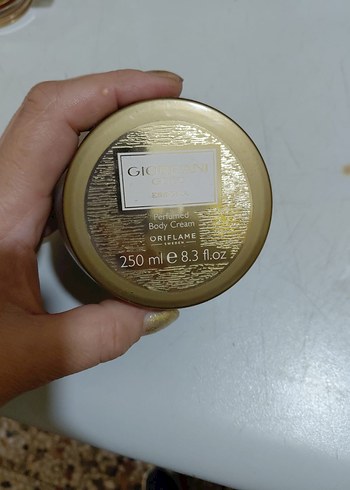 GIORDANI
Perfumed
Body Cream
ORIFLAME
SWEDEN
250 ml ℮ 8.3 fl.oz